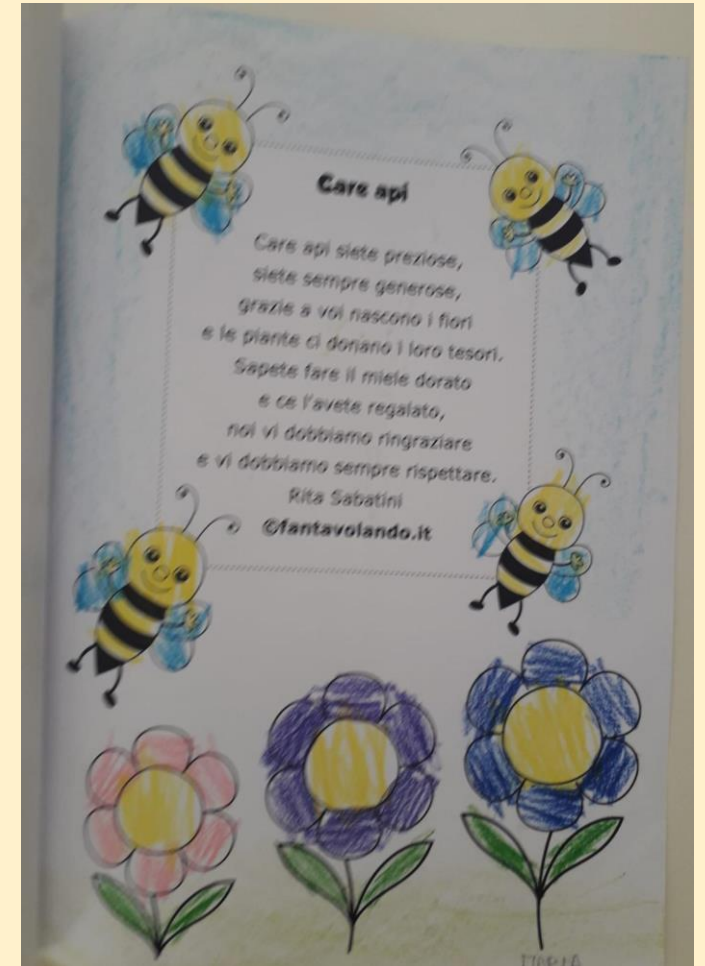 Care api
Care api siete preziose,
siete sempre generose,
grazie a voi nascono i fiori
e le piante ci donano i loro tesori.
Sapete fare il miele dorato
e ce l'avete regalato,
noi vi dobbiamo ringraziare
e vi dobbiamo sempre rispettare.
Rita Sabatini
©fantavolando.it